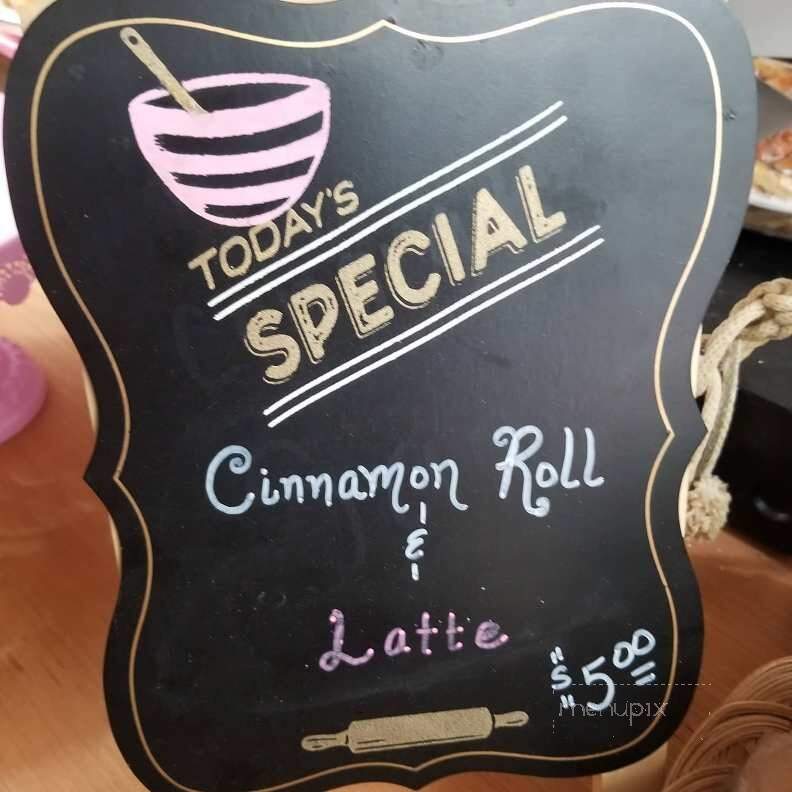 TODAY'S
SPECIAL
Cinnamon Roll
&
Latte
$5.00
menupix